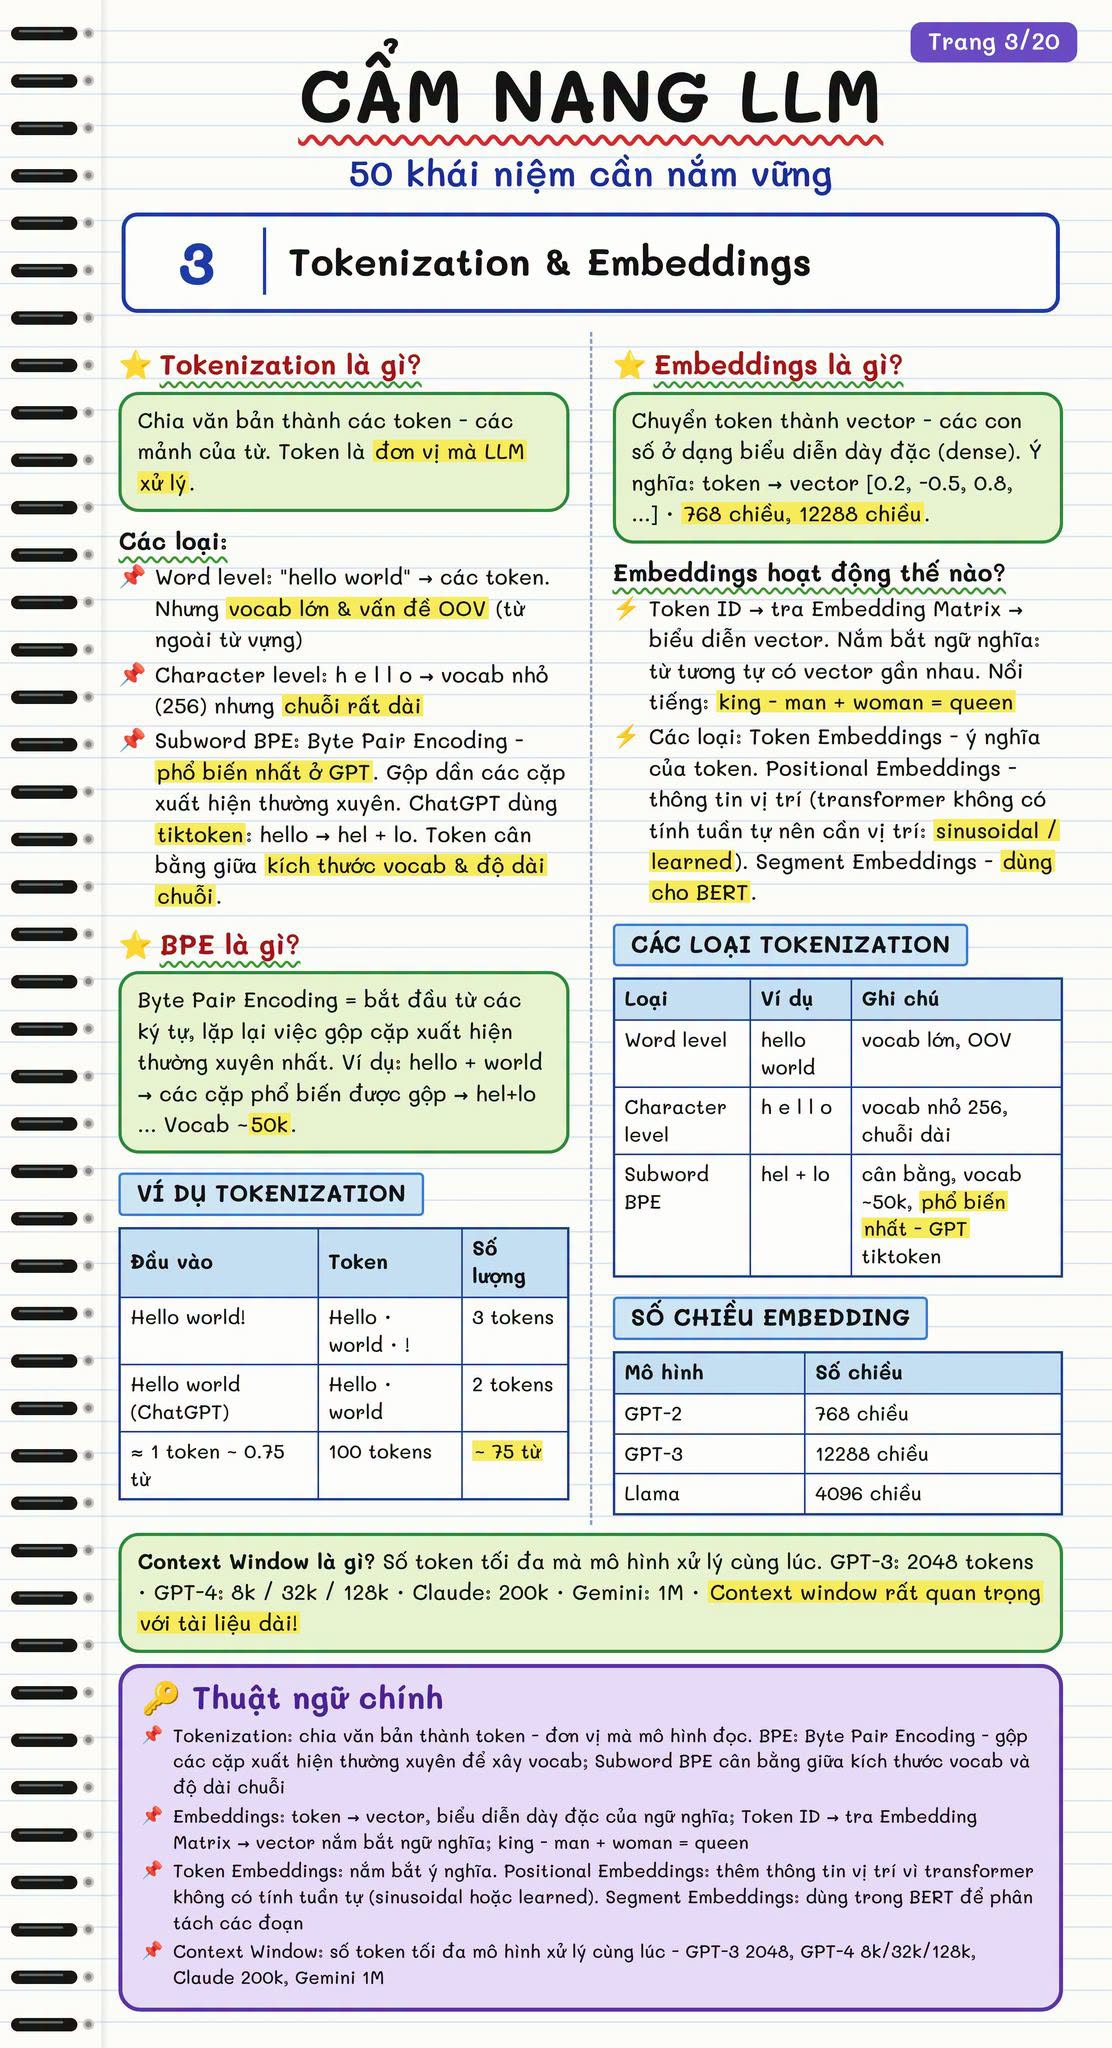 Trang 3/20
CẨM NANG LLM
50 khái niệm cần nắm vững
3
Tokenization & Embeddings
⭐ Tokenization là gì?
Chia văn bản thành các token - các
mảnh của từ. Token là đơn vị mà LLM
xử lý.
Các loại:
📌 Word level: "hello world" → các token.
Nhưng vocab lớn & vấn đề OOV (từ
ngoài từ vựng)
📌 Character level: h e l l o → vocab nhỏ
(256) nhưng chuỗi rất dài
📌 Subword BPE: Byte Pair Encoding -
phổ biến nhất ở GPT. Gộp dần các cặp
xuất hiện thường xuyên. ChatGPT dùng
tiktoken: hello → hel + lo. Token cân
bằng giữa kích thước vocab & độ dài
chuỗi.
⭐ BPE là gì?
Byte Pair Encoding = bắt đầu từ các
ký tự, lặp lại việc gộp cặp xuất hiện
thường xuyên nhất. Ví dụ: hello + world
→ các cặp phổ biến được gộp → hel+lo
... Vocab ~50k.
VÍ DỤ TOKENIZATION
Đầu vào
Token
Số
lượng
Hello world!
Hello ·
world · !
3 tokens
Hello world
(ChatGPT)
Hello ·
world
2 tokens
≈ 1 token ~ 0.75
từ
100 tokens
~ 75 từ
⭐ Embeddings là gì?
Chuyển token thành vector - các con
số ở dạng biểu diễn dày đặc (dense). Ý
nghĩa: token → vector [0.2, -0.5, 0.8,
...] · 768 chiều, 12288 chiều.
Embeddings hoạt động thế nào?
⚡ Token ID → tra Embedding Matrix →
biểu diễn vector. Nắm bắt ngữ nghĩa:
từ tương tự có vector gần nhau. Nổi
tiếng: king - man + woman = queen
⚡ Các loại: Token Embeddings - ý nghĩa
của token. Positional Embeddings -
thông tin vị trí (transformer không có
tính tuần tự nên cần vị trí: sinusoidal /
learned). Segment Embeddings - dùng
cho BERT.
CÁC LOẠI TOKENIZATION
Loại
Ví dụ
Ghi chú
Word level
hello
world
vocab lớn, OOV
Character
level
h e l l o
vocab nhỏ 256,
chuỗi dài
Subword
BPE
hel + lo
cân bằng, vocab
~50k, phổ biến
nhất - GPT
tiktoken
SỐ CHIỀU EMBEDDING
Mô hình
Số chiều
GPT-2
768 chiều
GPT-3
12288 chiều
Llama
4096 chiều
Context Window là gì? Số token tối đa mà mô hình xử lý cùng lúc. GPT-3: 2048 tokens
· GPT-4: 8k / 32k / 128k · Claude: 200k · Gemini: 1M · Context window rất quan trọng
với tài liệu dài!
🔑 Thuật ngữ chính
📌 Tokenization: chia văn bản thành token - đơn vị mà mô hình đọc. BPE: Byte Pair Encoding - gộp
các cặp xuất hiện thường xuyên để xây vocab; Subword BPE cân bằng giữa kích thước vocab và
độ dài chuỗi
📌 Embeddings: token → vector, biểu diễn dày đặc của ngữ nghĩa; Token ID → tra Embedding
Matrix → vector nắm bắt ngữ nghĩa; king - man + woman = queen
📌 Token Embeddings: nắm bắt ý nghĩa. Positional Embeddings: thêm thông tin vị trí vì transformer
không có tính tuần tự (sinusoidal hoặc learned). Segment Embeddings: dùng trong BERT để phân
tách các đoạn
📌 Context Window: số token tối đa mô hình xử lý cùng lúc - GPT-3 2048, GPT-4 8k/32k/128k,
Claude 200k, Gemini 1M